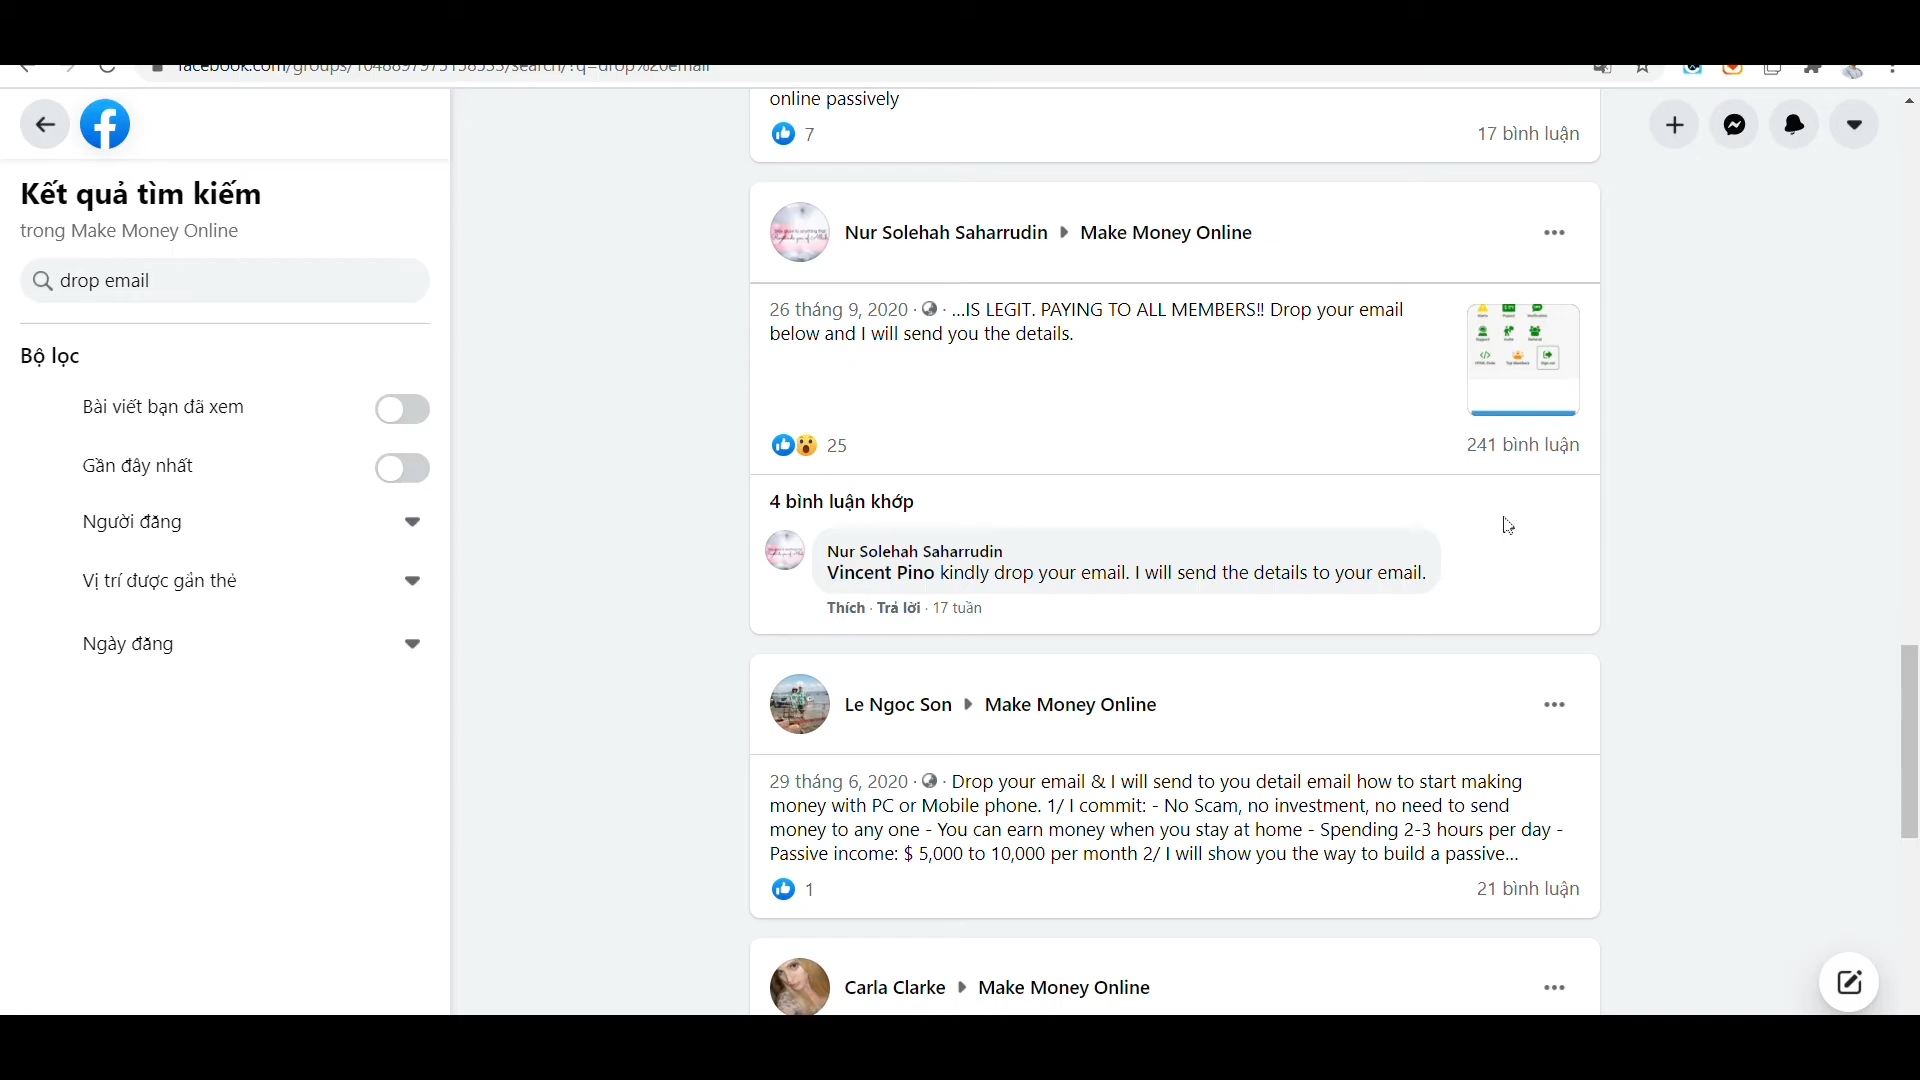 facebook.com/groups/1048897975158533/search/?q=drop%20email
Kết quả tìm kiếm
trong Make Money Online
drop email
Bộ lọc
Bài viết bạn đã xem
Gần đây nhất
Người đăng
Vị trí được gắn thẻ
Ngày đăng
online passively
7
17 bình luận
Nur Solehah Saharrudin Make Money Online
26 tháng 9, 2020 · · ...IS LEGIT. PAYING TO ALL MEMBERS!! Drop your email
below and I will send you the details.
25
241 bình luận
4 bình luận khớp
Nur Solehah Saharrudin
Vincent Pino kindly drop your email. I will send the details to your email.
Thích · Trả lời · 17 tuần
Le Ngoc Son Make Money Online
29 tháng 6, 2020 · · Drop your email & I will send to you detail email how to start making
money with PC or Mobile phone. 1/ I commit: - No Scam, no investment, no need to send
money to any one - You can earn money when you stay at home - Spending 2-3 hours per day -
Passive income: $ 5,000 to 10,000 per month 2/ I will show you the way to build a passive...
1
21 bình luận
Carla Clarke Make Money Online